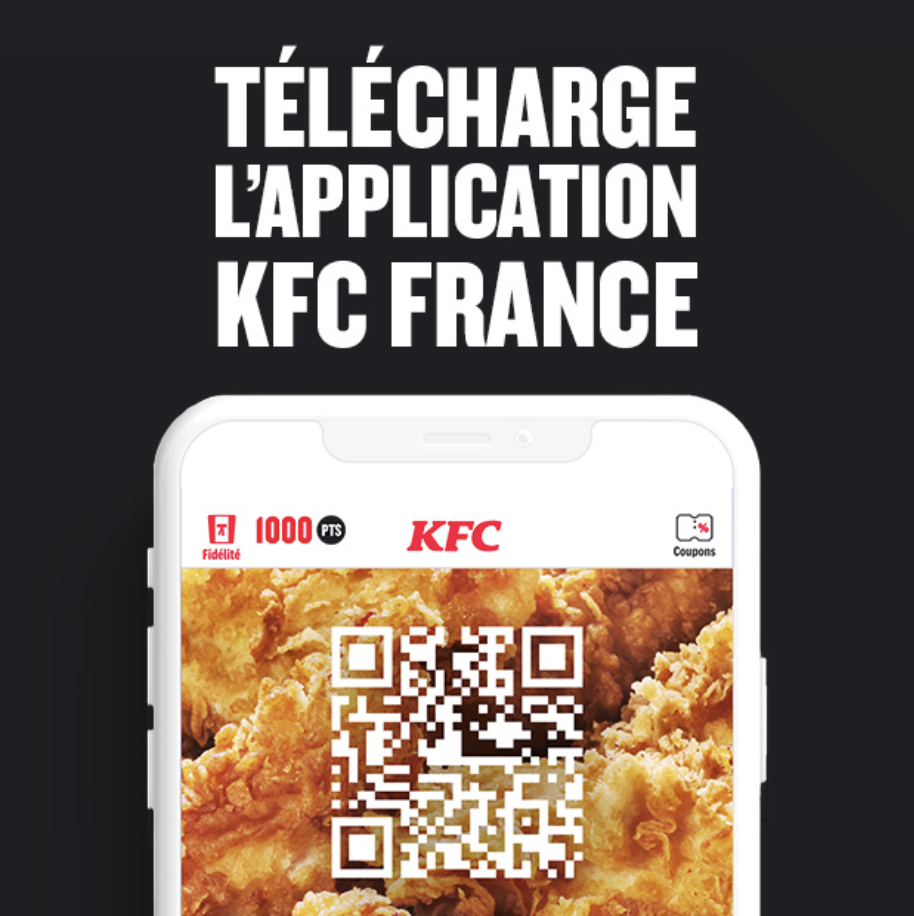 TÉLÉCHARGE
L’APPLICATION
KFC FRANCE
1000 PTS
KFC
Fidélité
Coupons